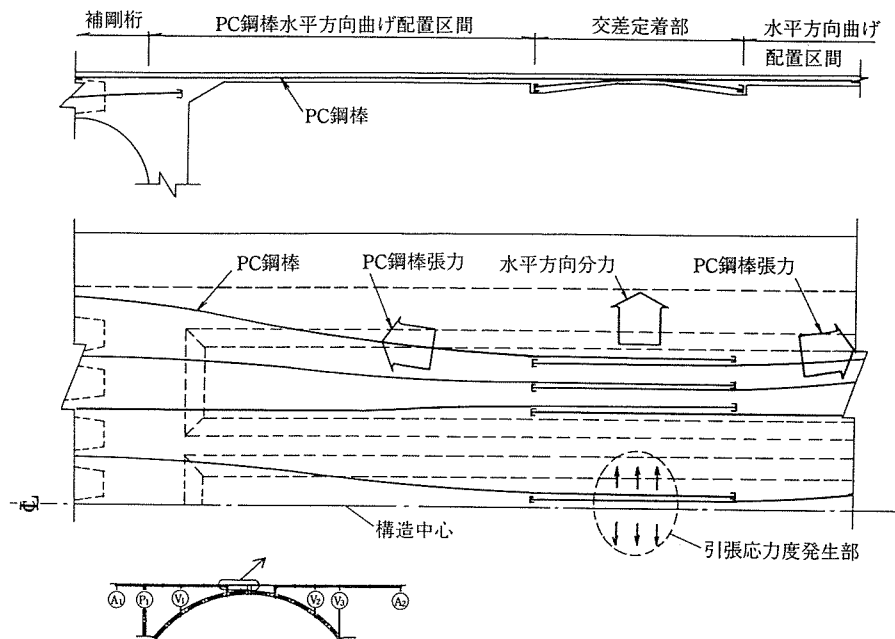 補剛桁
PC鋼棒水平方向曲げ配置区間
交差定着部
水平方向曲げ
配置区間
PC鋼棒
PC鋼棒
PC鋼棒張力
水平方向分力
PC鋼棒張力
構造中心
引張応力度発生部
A1 P1 V1 V2 V3 A2